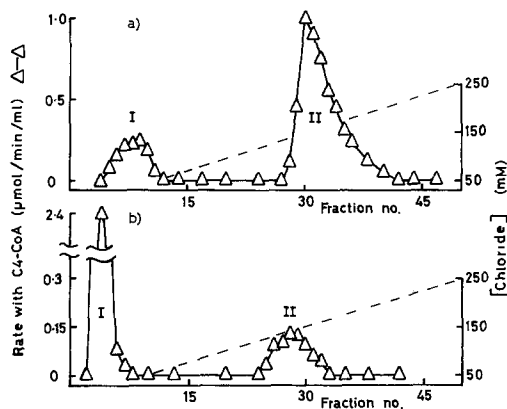 a)
1·0
0·5
0
I
II
250
150
50
15
30
45
Fraction no.
b)
2·4
0·3
0·15
0
I
II
250
150
50
15
30
45
Fraction no.
Rate with C4-CoA (μmol/min/ml) △—△
[Chloride] (mM)